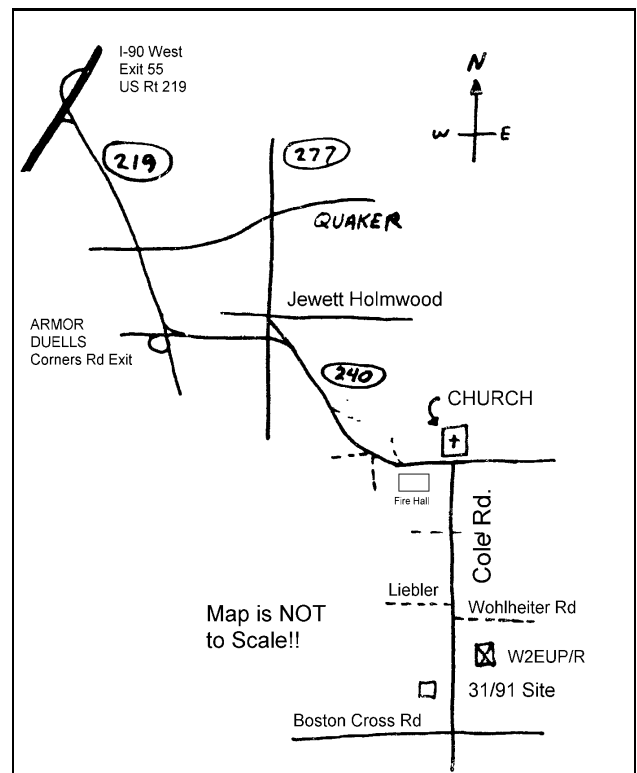 I-90 West
Exit 55
US Rt 219
N
W
E
219
277
QUAKER
Jewett Holmwood
ARMOR
DUELLS
Corners Rd Exit
240
CHURCH
Fire Hall
Cole Rd.
Liebler
Wohlheiter Rd
Map is NOT
to Scale!!
W2EUP/R
31/91 Site
Boston Cross Rd